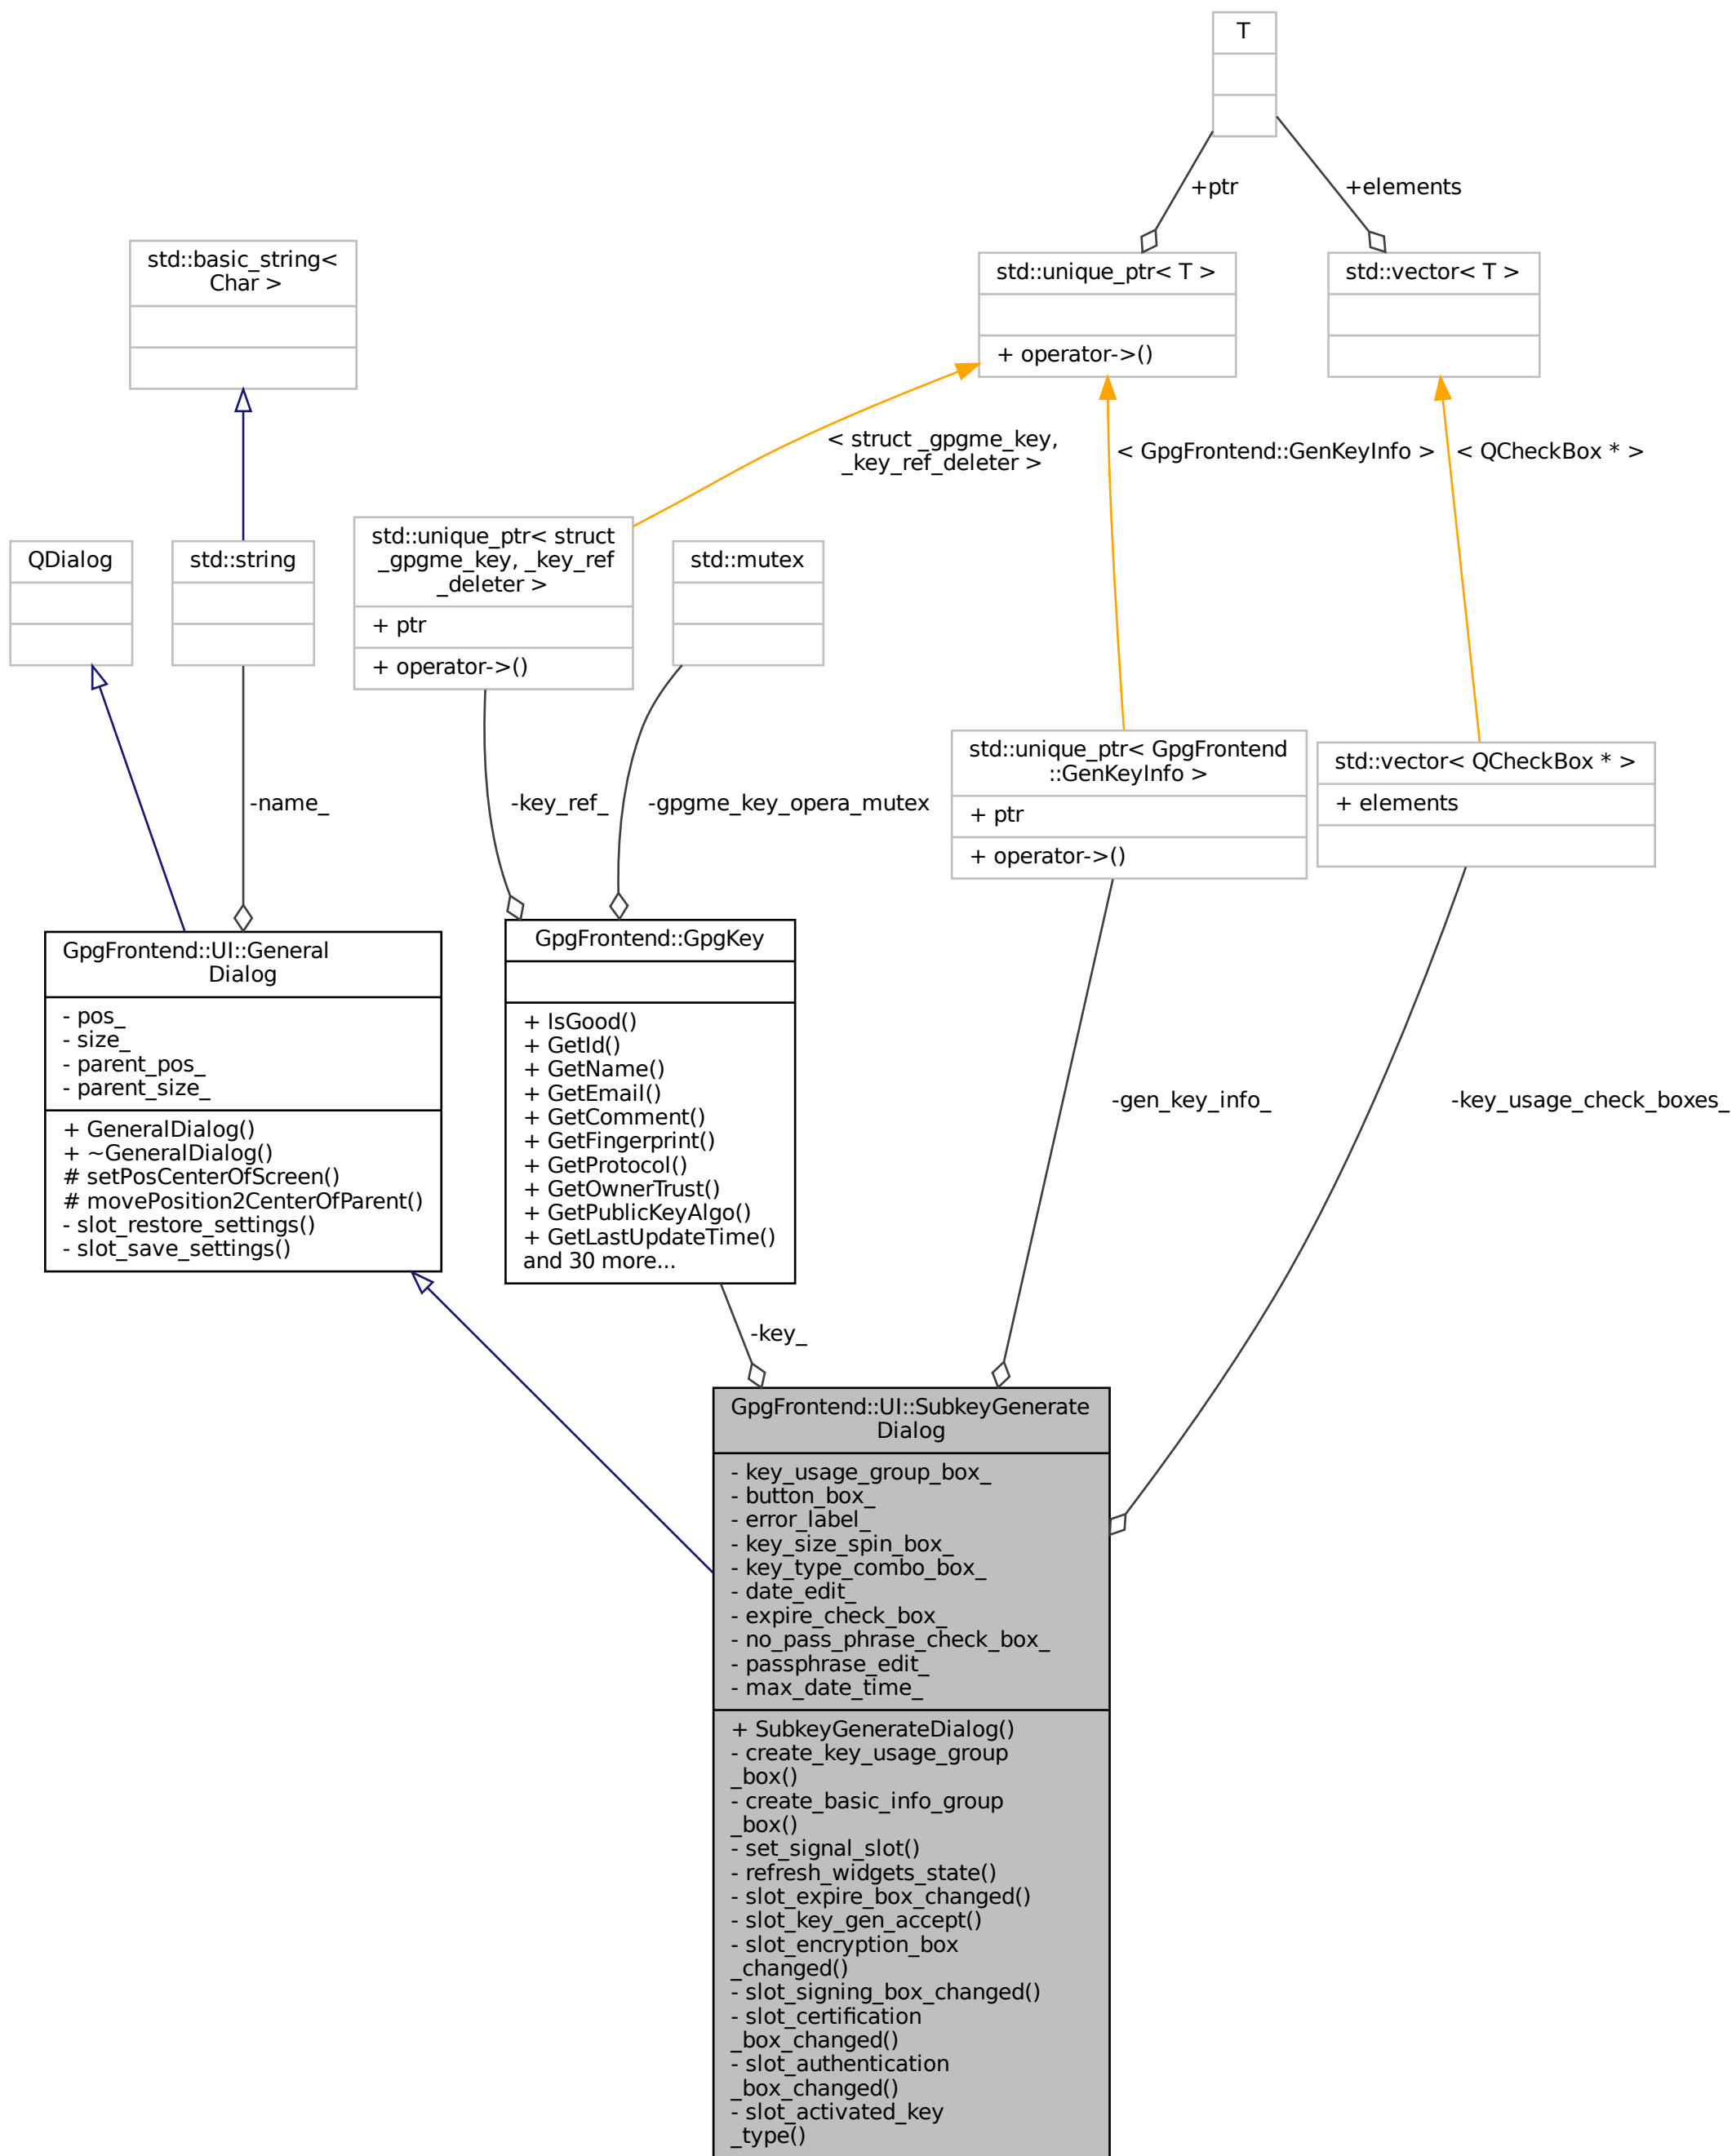 T
+ptr
+elements
std::basic_string<
Char >
std::unique_ptr< T >
+ operator->()
std::vector< T >
< struct _gpgme_key,
_key_ref_deleter >
< GpgFrontend::GenKeyInfo >
< QCheckBox * >
QDialog
std::string
std::unique_ptr< struct
_gpgme_key, _key_ref
_deleter >
+ ptr
+ operator->()
std::mutex
std::unique_ptr< GpgFrontend
::GenKeyInfo >
+ ptr
+ operator->()
std::vector< QCheckBox * >
+ elements
-name_
-key_ref_
-gpgme_key_opera_mutex
GpgFrontend::UI::General
Dialog
- pos_
- size_
- parent_pos_
- parent_size_
+ GeneralDialog()
+ ~GeneralDialog()
# setPosCenterOfScreen()
# movePosition2CenterOfParent()
- slot_restore_settings()
- slot_save_settings()
GpgFrontend::GpgKey
+ IsGood()
+ GetId()
+ GetName()
+ GetEmail()
+ GetComment()
+ GetFingerprint()
+ GetProtocol()
+ GetOwnerTrust()
+ GetPublicKeyAlgo()
+ GetLastUpdateTime()
and 30 more...
-gen_key_info_
-key_usage_check_boxes_
-key_
GpgFrontend::UI::SubkeyGenerate
Dialog
- key_usage_group_box_
- button_box_
- error_label_
- key_size_spin_box_
- key_type_combo_box_
- date_edit_
- expire_check_box_
- no_pass_phrase_check_box_
- passphrase_edit_
- max_date_time_
+ SubkeyGenerateDialog()
- create_key_usage_group
_box()
- create_basic_info_group
_box()
- set_signal_slot()
- refresh_widgets_state()
- slot_expire_box_changed()
- slot_key_gen_accept()
- slot_encryption_box
_changed()
- slot_signing_box_changed()
- slot_certification
_box_changed()
- slot_authentication
_box_changed()
- slot_activated_key
_type()